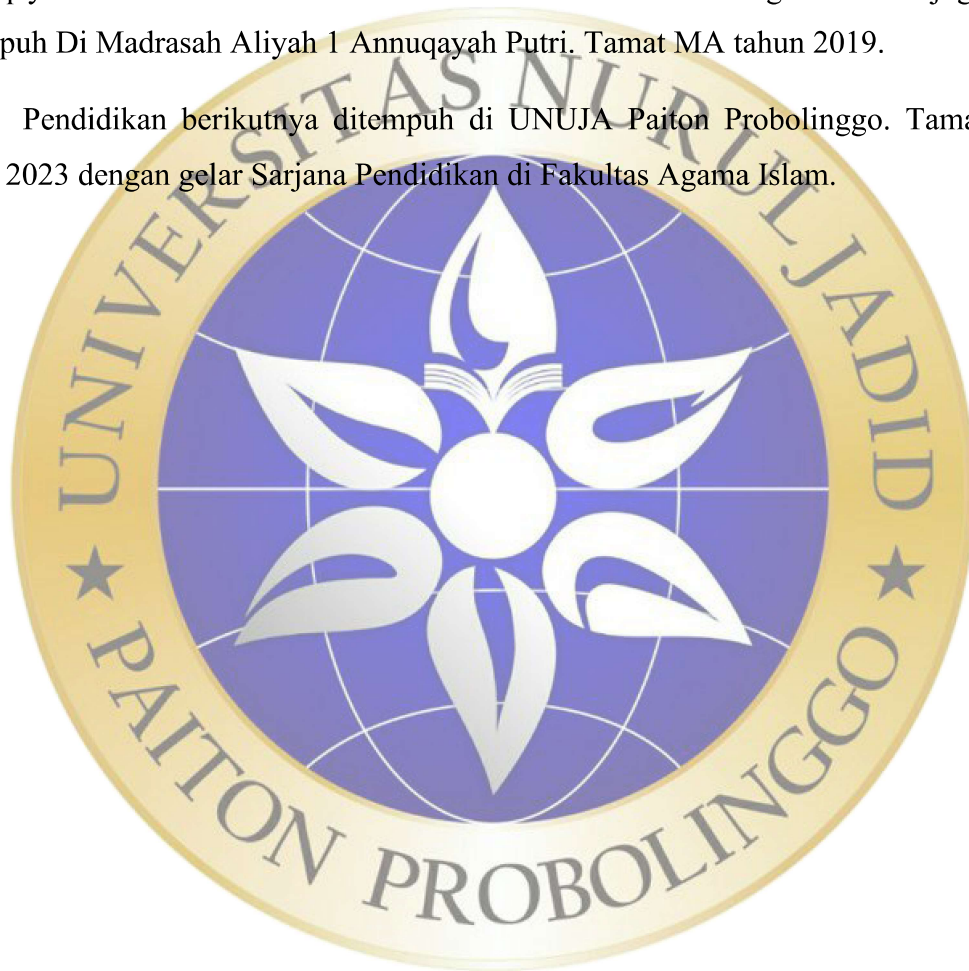 puh Di Madrasah Aliyah 1 Annuqayah Putri. Tamat MA tahun 2019.
Pendidikan berikutnya ditempuh di UNUJA Paiton Probolinggo. Tama
2023 dengan gelar Sarjana Pendidikan di Fakultas Agama Islam.
UNIVERSITAS NURUL JADID
PAITON PROBOLINGGO